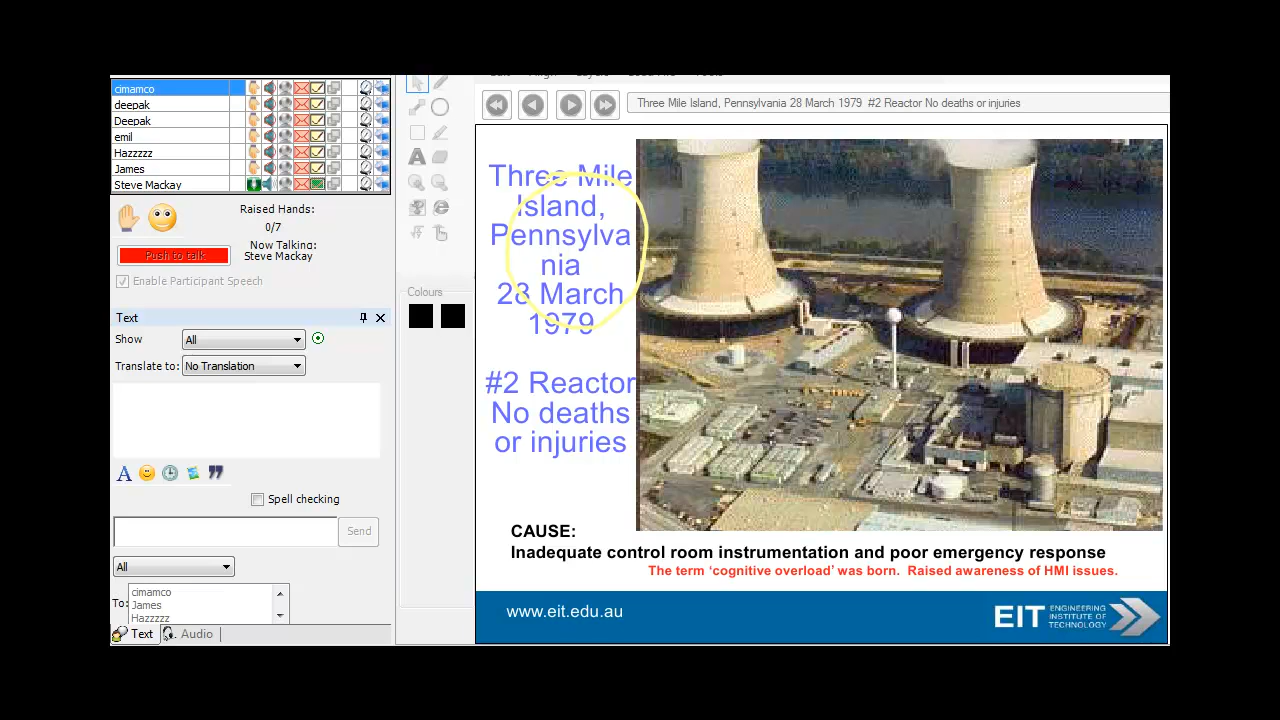 Three Mile Island, Pennsylvania 28 March 1979 #2 Reactor No deaths or injuries
cimamco
deepak
Deepak
emil
Hazzzzz
James
Steve Mackay
Raised Hands:
0/7
Now Talking:
Steve Mackay
Push to talk
Enable Participant Speech
Text
Show
All
Translate to:
No Translation
Spell checking
Send
All
To:
cimamco
James
Hazzzzz
Text
Audio
Colours
Three Mile
Island,
Pennsylva
nia
28 March
1979
#2 Reactor
No deaths
or injuries
CAUSE:
Inadequate control room instrumentation and poor emergency response
The term ‘cognitive overload’ was born. Raised awareness of HMI issues.
www.eit.edu.au
EIT
ENGINEERING
INSTITUTE OF
TECHNOLOGY